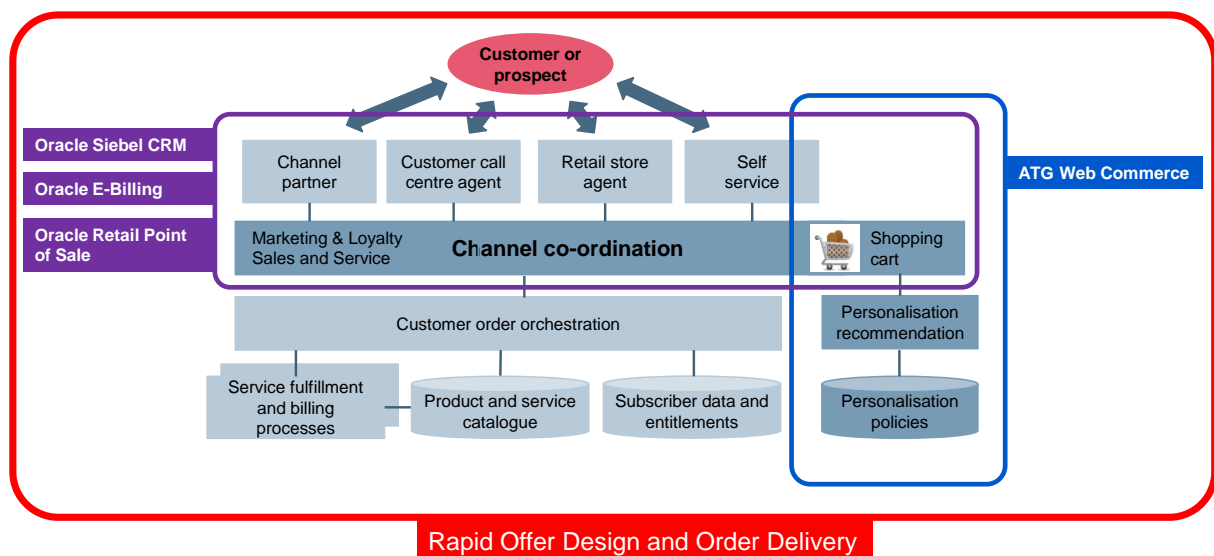 Customer or
prospect
Oracle Siebel CRM
Oracle E-Billing
Oracle Retail Point
of Sale
Channel
partner
Customer call
centre agent
Retail store
agent
Self
service
ATG Web Commerce
Marketing & Loyalty
Sales and Service
Channel co-ordination
Shopping
cart
Customer order orchestration
Personalisation
recommendation
Service fulfillment
and billing
processes
Product and service
catalogue
Subscriber data and
entitlements
Personalisation
policies
Rapid Offer Design and Order Delivery